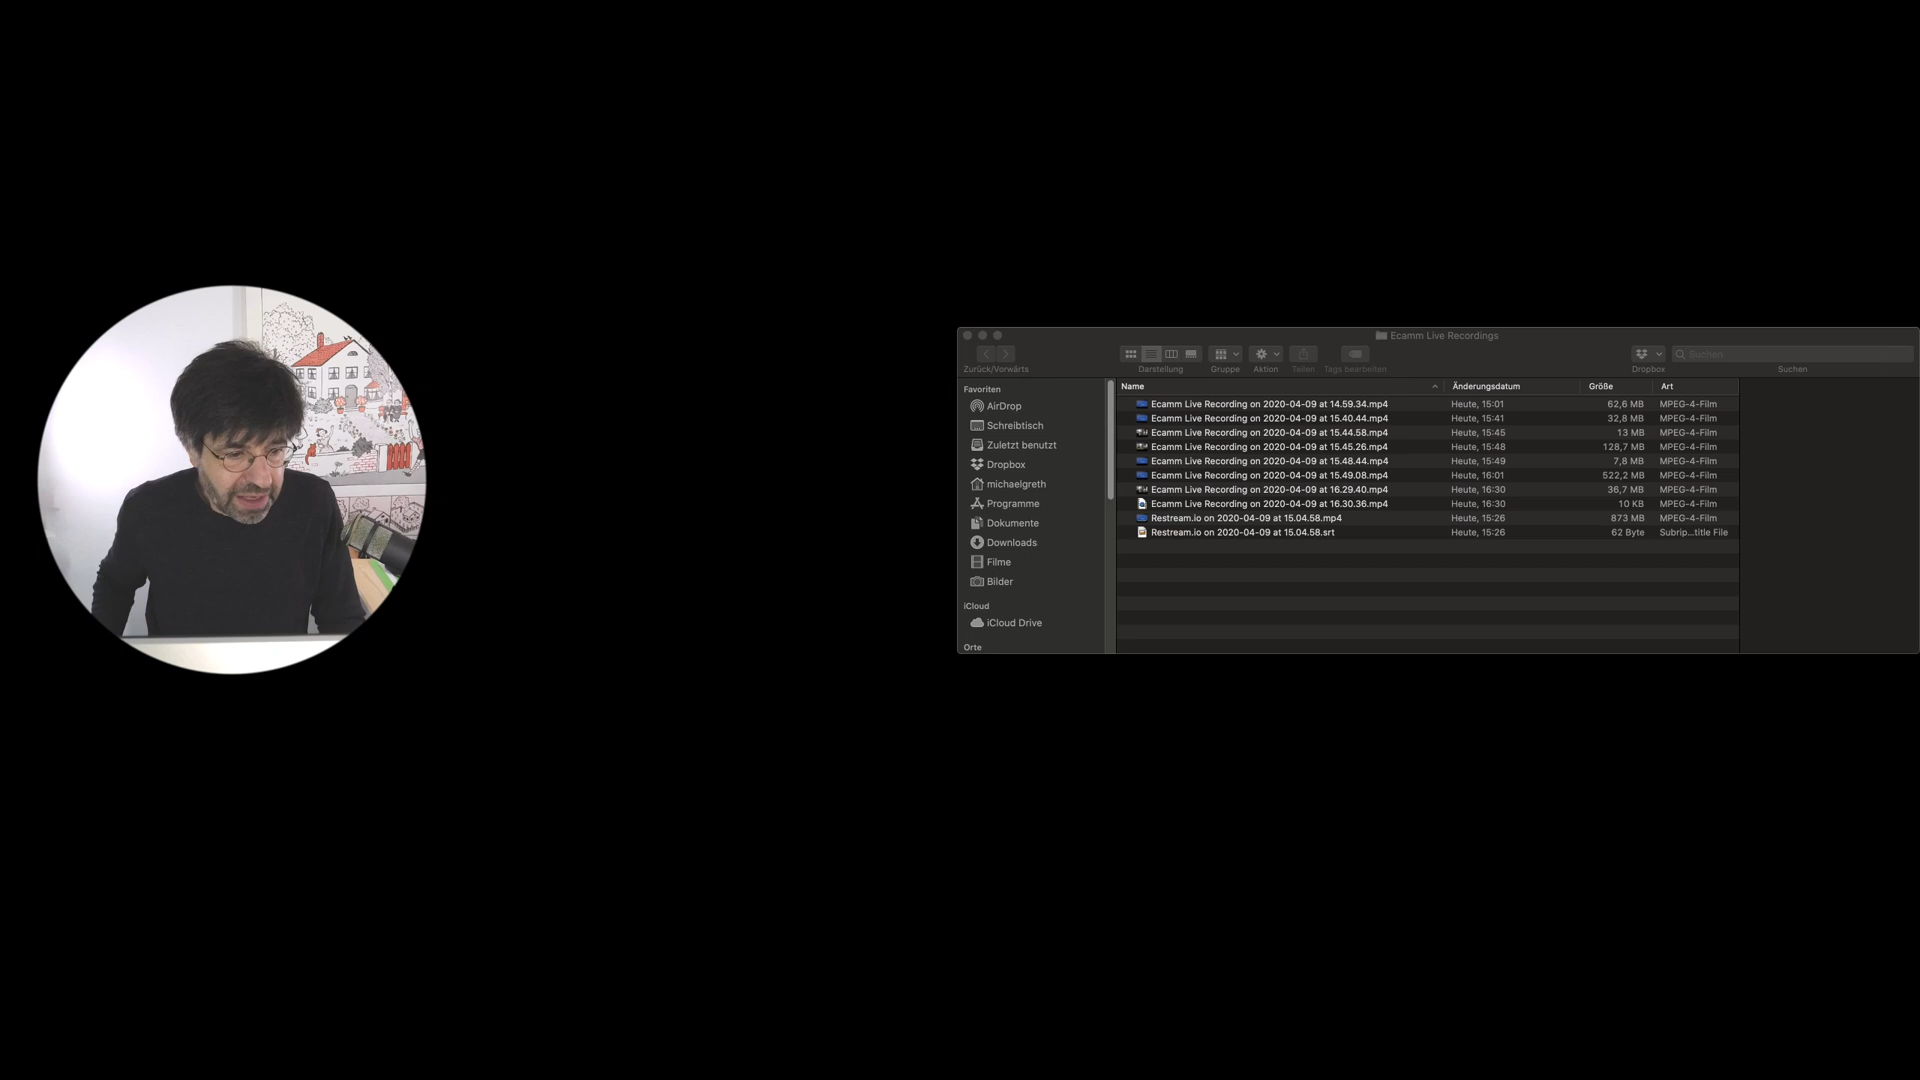 Ecamm Live Recordings
Suchen
Zurück/Vorwärts Darstellung Gruppe Aktion Teilen Tags bearbeiten Dropbox Suchen
Favoriten
AirDrop
Schreibtisch
Zuletzt benutzt
Dropbox
michaelgreth
Programme
Dokumente
Downloads
Filme
Bilder
iCloud
iCloud Drive
Orte
Name Änderungsdatum Größe Art
Ecamm Live Recording on 2020-04-09 at 14.59.34.mp4 Heute, 15:01 62,6 MB MPEG-4-Film
Ecamm Live Recording on 2020-04-09 at 15.40.44.mp4 Heute, 15:41 32,8 MB MPEG-4-Film
Ecamm Live Recording on 2020-04-09 at 15.44.58.mp4 Heute, 15:45 13 MB MPEG-4-Film
Ecamm Live Recording on 2020-04-09 at 15.45.26.mp4 Heute, 15:48 128,7 MB MPEG-4-Film
Ecamm Live Recording on 2020-04-09 at 15.48.44.mp4 Heute, 15:49 7,8 MB MPEG-4-Film
Ecamm Live Recording on 2020-04-09 at 15.49.08.mp4 Heute, 16:01 522,2 MB MPEG-4-Film
Ecamm Live Recording on 2020-04-09 at 16.29.40.mp4 Heute, 16:30 36,7 MB MPEG-4-Film
Ecamm Live Recording on 2020-04-09 at 16.30.36.mp4 Heute, 16:30 10 KB MPEG-4-Film
Restream.io on 2020-04-09 at 15.04.58.mp4 Heute, 15:26 873 MB MPEG-4-Film
Restream.io on 2020-04-09 at 15.04.58.srt Heute, 15:26 62 Byte Subrip...title File